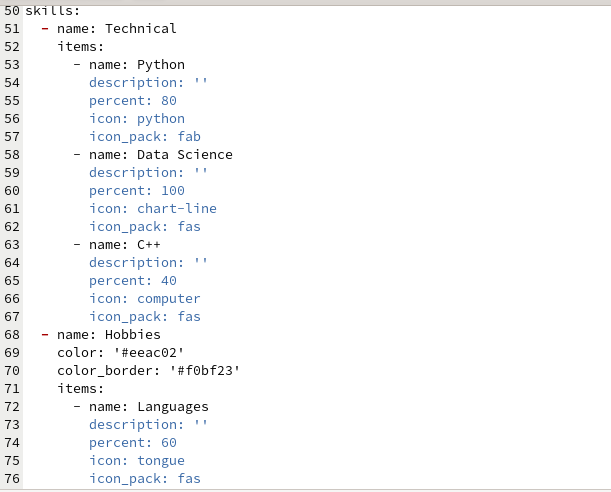 50 skills:
51   - name: Technical
52     items:
53       - name: Python
54         description: ''
55         percent: 80
56         icon: python
57         icon_pack: fab
58       - name: Data Science
59         description: ''
60         percent: 100
61         icon: chart-line
62         icon_pack: fas
63       - name: C++
64         description: ''
65         percent: 40
66         icon: computer
67         icon_pack: fas
68   - name: Hobbies
69     color: '#eeac02'
70     color_border: '#f0bf23'
71     items:
72       - name: Languages
73         description: ''
74         percent: 60
75         icon: tongue
76         icon_pack: fas